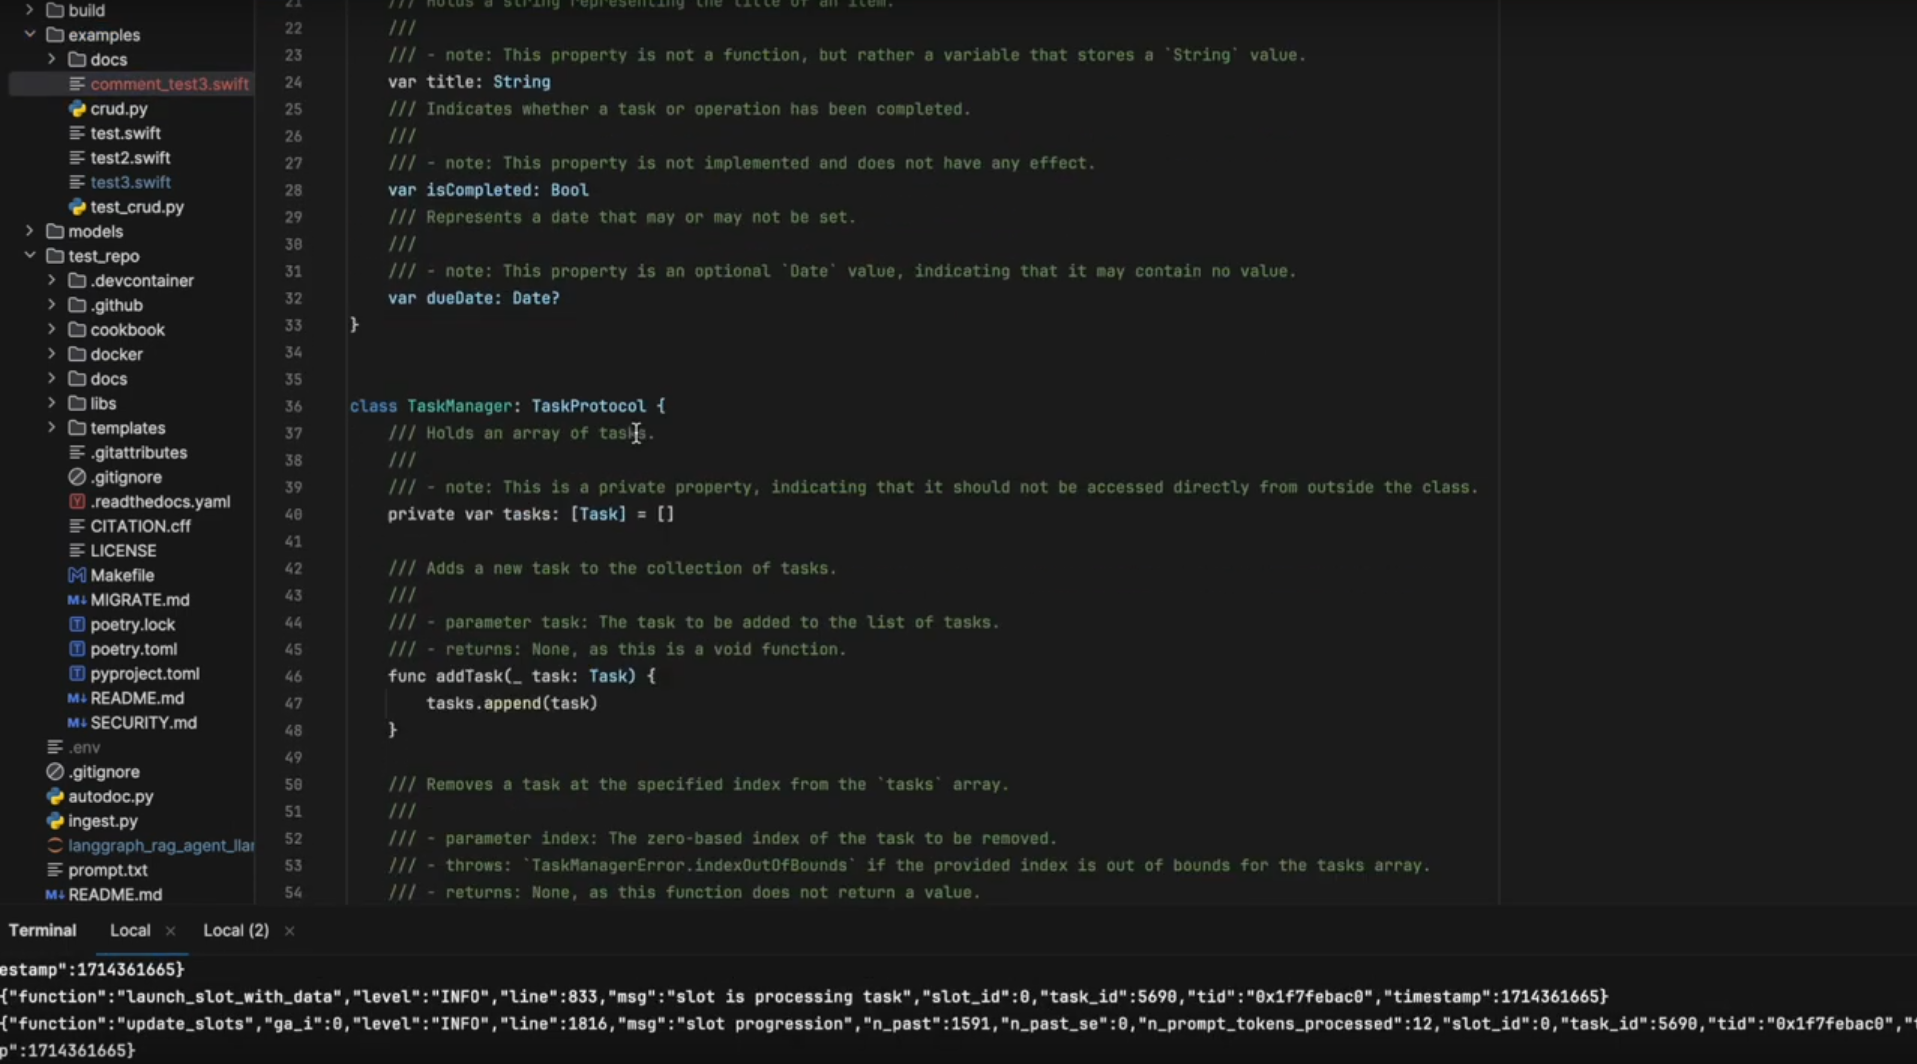 build
examples
docs
comment_test3.swift
crud.py
test.swift
test2.swift
test3.swift
test_crud.py
models
test_repo
.devcontainer
.github
cookbook
docker
docs
libs
templates
.gitattributes
.gitignore
.readthedocs.yaml
CITATION.cff
LICENSE
Makefile
MIGRATE.md
poetry.lock
poetry.toml
pyproject.toml
README.md
SECURITY.md
.env
.gitignore
autodoc.py
ingest.py
langgraph_rag_agent_llar
prompt.txt
README.md
21 /// Holds a string representing the title of an item.
22 ///
23 /// - note: This property is not a function, but rather a variable that stores a `String` value.
24 var title: String
25 /// Indicates whether a task or operation has been completed.
26 ///
27 /// - note: This property is not implemented and does not have any effect.
28 var isCompleted: Bool
29 /// Represents a date that may or may not be set.
30 ///
31 /// - note: This property is an optional `Date` value, indicating that it may contain no value.
32 var dueDate: Date?
33 }
34
35
36 class TaskManager: TaskProtocol {
37 /// Holds an array of tasks.
38 ///
39 /// - note: This is a private property, indicating that it should not be accessed directly from outside the class.
40 private var tasks: [Task] = []
41
42 /// Adds a new task to the collection of tasks.
43 ///
44 /// - parameter task: The task to be added to the list of tasks.
45 /// - returns: None, as this is a void function.
46 func addTask(_ task: Task) {
47 tasks.append(task)
48 }
49
50 /// Removes a task at the specified index from the `tasks` array.
51 ///
52 /// - parameter index: The zero-based index of the task to be removed.
53 /// - throws: `TaskManagerError.indexOutOfBounds` if the provided index is out of bounds for the tasks array.
54 /// - returns: None, as this function does not return a value.
Terminal Local × Local (2) ×
estamp":1714361665}
{"function":"launch_slot_with_data","level":"INFO","line":833,"msg":"slot is processing task","slot_id":0,"task_id":5690,"tid":"0x1f7febac0","timestamp":1714361665}
{"function":"update_slots","ga_i":0,"level":"INFO","line":1816,"msg":"slot progression","n_past":1591,"n_past_se":0,"n_prompt_tokens_processed":12,"slot_id":0,"task_id":5690,"tid":"0x1f7febac0","t
p":1714361665}